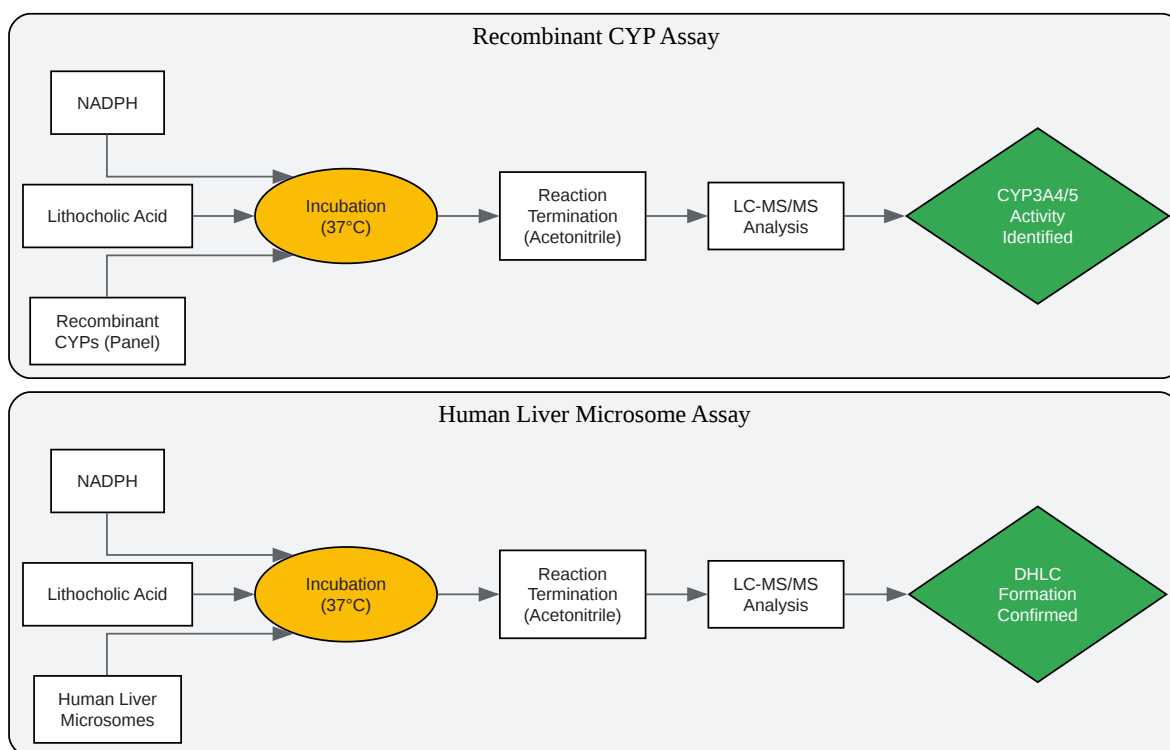 Recombinant CYP Assay
NADPH
Lithocholic Acid
Recombinant
CYPs (Panel)
Incubation
(37°C)
Reaction
Termination
(Acetonitrile)
LC-MS/MS
Analysis
CYP3A4/5
Activity
Identified
Human Liver Microsome Assay
NADPH
Lithocholic Acid
Human Liver
Microsomes
Incubation
(37°C)
Reaction
Termination
(Acetonitrile)
LC-MS/MS
Analysis
DHLC
Formation
Confirmed